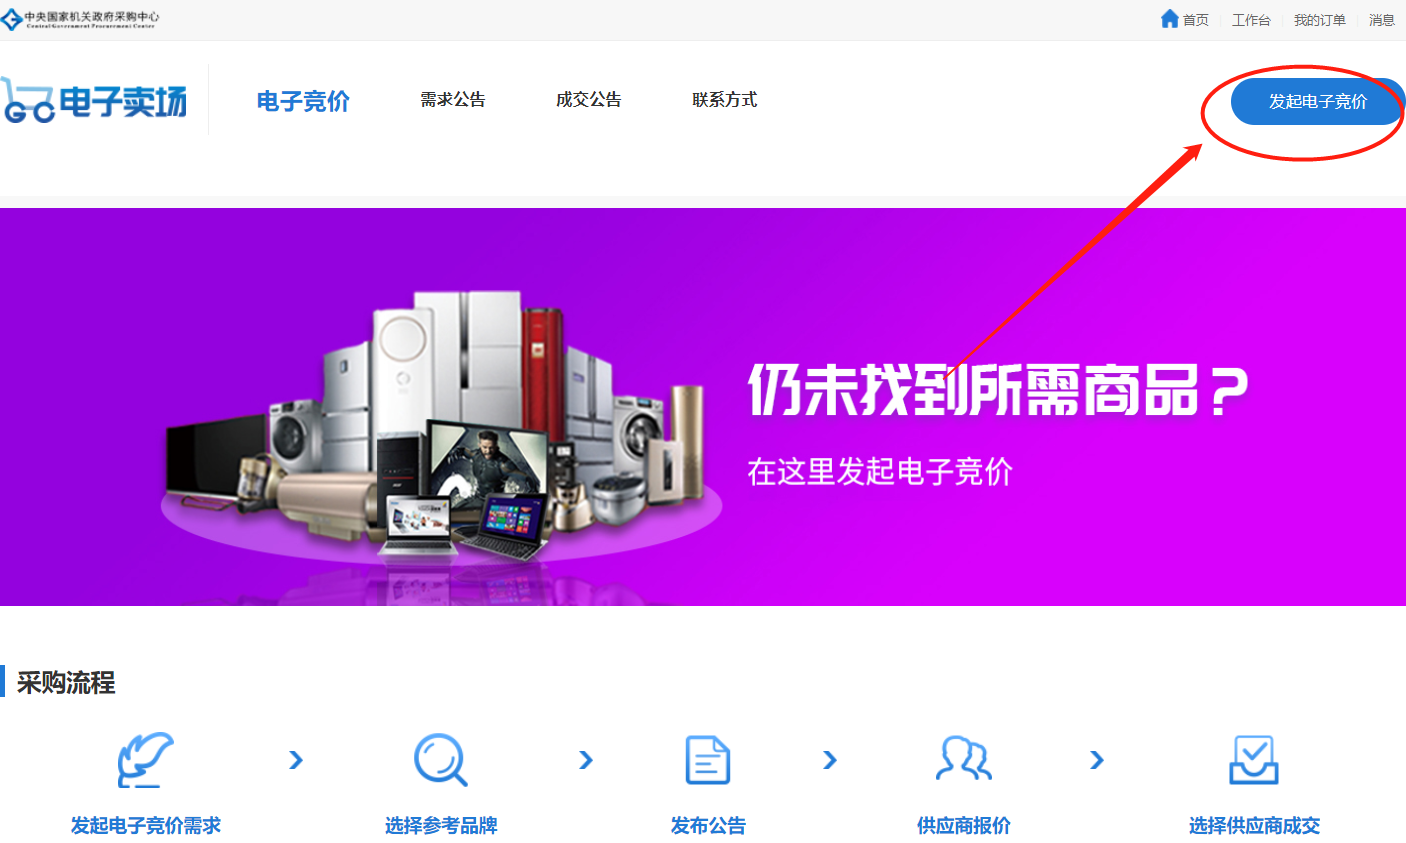 中央国家机关政府采购中心
Central Government Procurement Center
首页 工作台 我的订单 消息
电子卖场
电子竞价 需求公告 成交公告 联系方式
发起电子竞价
仍未找到所需商品?
在这里发起电子竞价
采购流程
发起电子竞价需求 选择参考品牌 发布公告 供应商报价 选择供应商成交